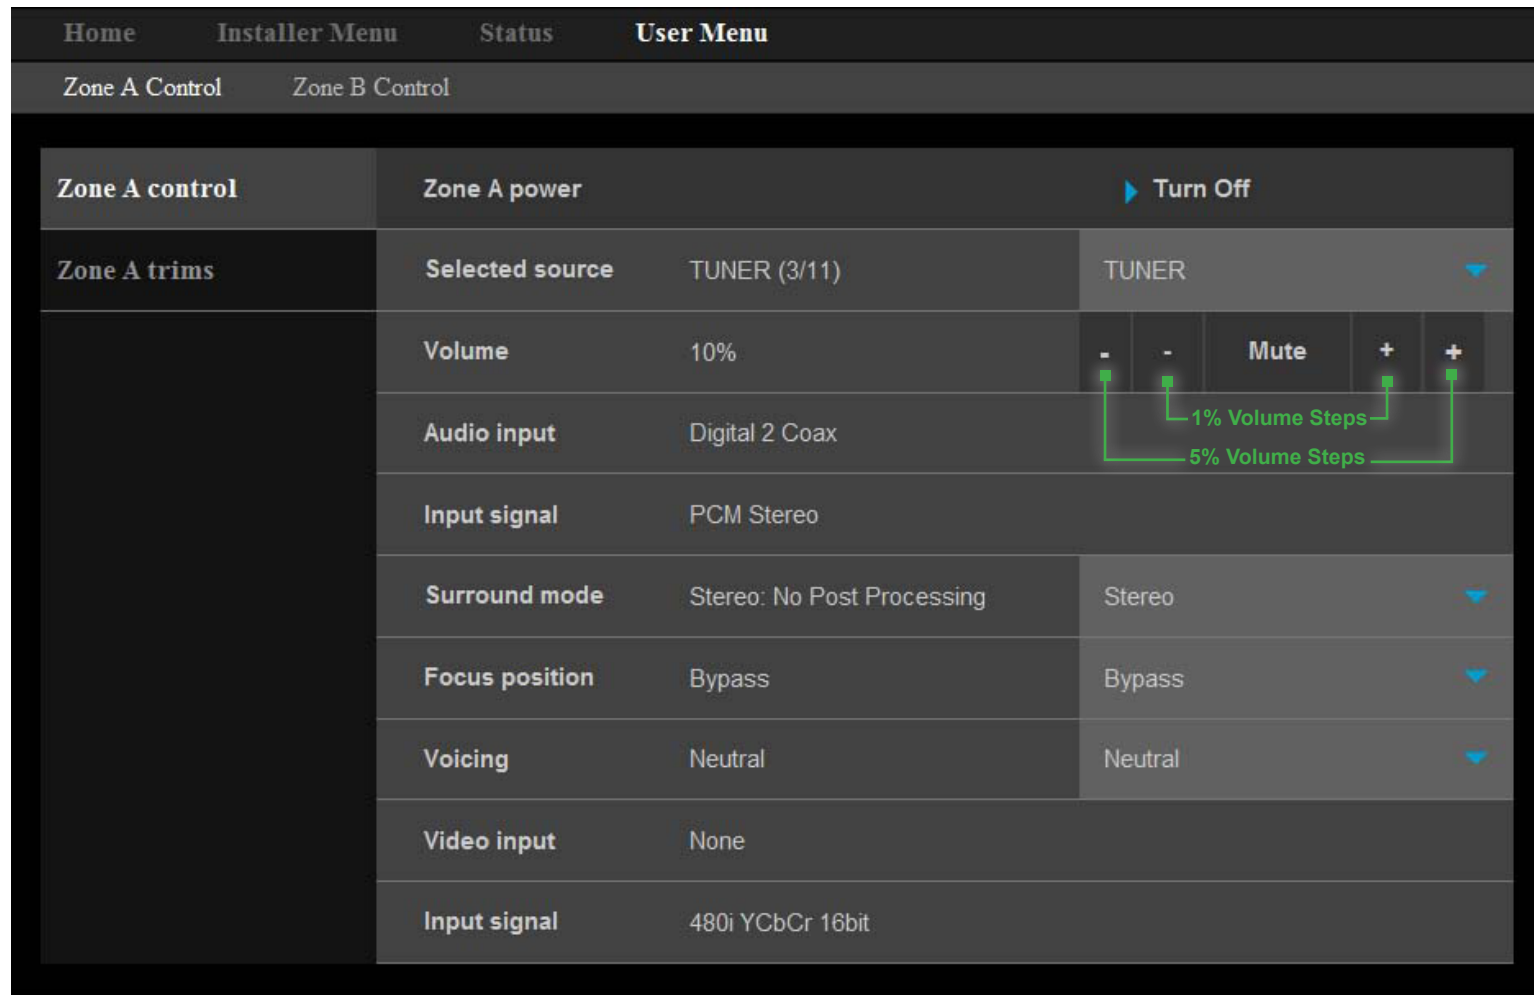 Home Installer Menu Status User Menu
Zone A Control Zone B Control
Zone A control Zone A power Turn Off
Zone A trims Selected source TUNER (3/11) TUNER
Volume 10% - - Mute + +
1% Volume Steps
Audio input Digital 2 Coax
5% Volume Steps
Input signal PCM Stereo
Surround mode Stereo: No Post Processing Stereo
Focus position Bypass Bypass
Voicing Neutral Neutral
Video input None
Input signal 480i YCbCr 16bit